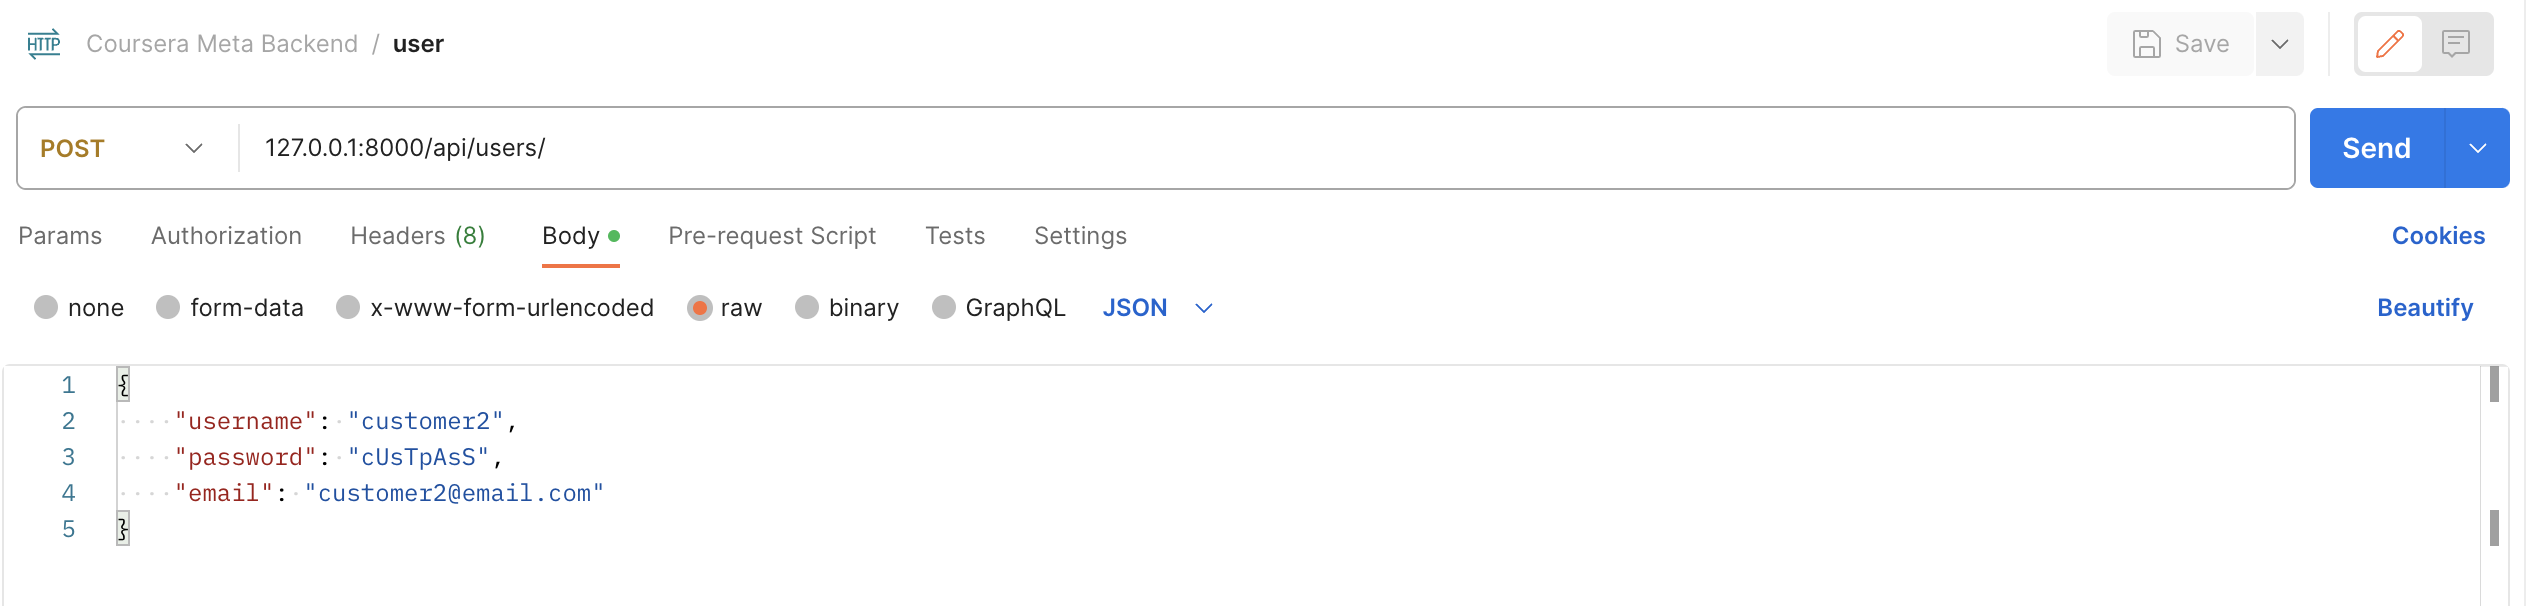 HTTP Coursera Meta Backend / user Save
POST 127.0.0.1:8000/api/users/ Send
Params Authorization Headers (8) Body Pre-request Script Tests Settings Cookies
none form-data x-www-form-urlencoded raw binary GraphQL JSON Beautify
1 {
2 "username": "customer2",
3 "password": "cUsTpAsS",
4 "email": "customer2@email.com"
5 }